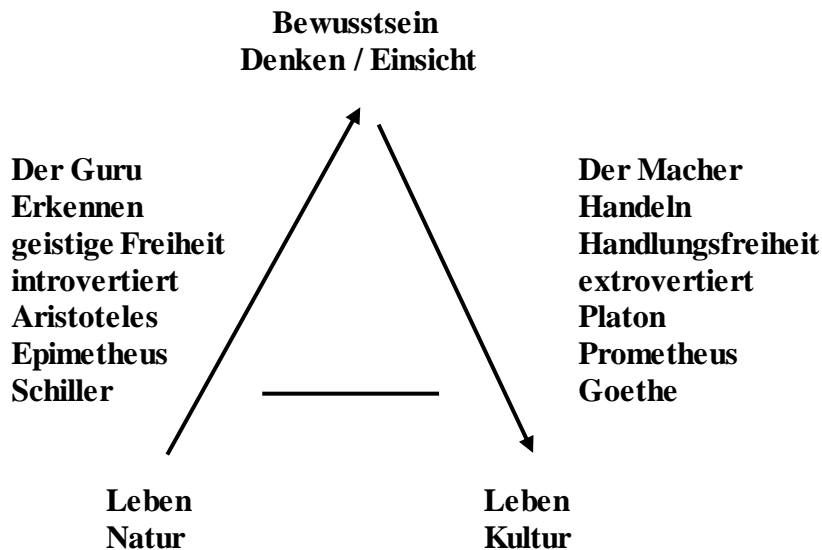 Bewusstsein
Denken / Einsicht
Der Guru
Erkennen
geistige Freiheit
introvertiert
Aristoteles
Epimetheus
Schiller
Der Macher
Handeln
Handlungsfreiheit
extrovertiert
Platon
Prometheus
Goethe
Leben
Natur
Leben
Kultur